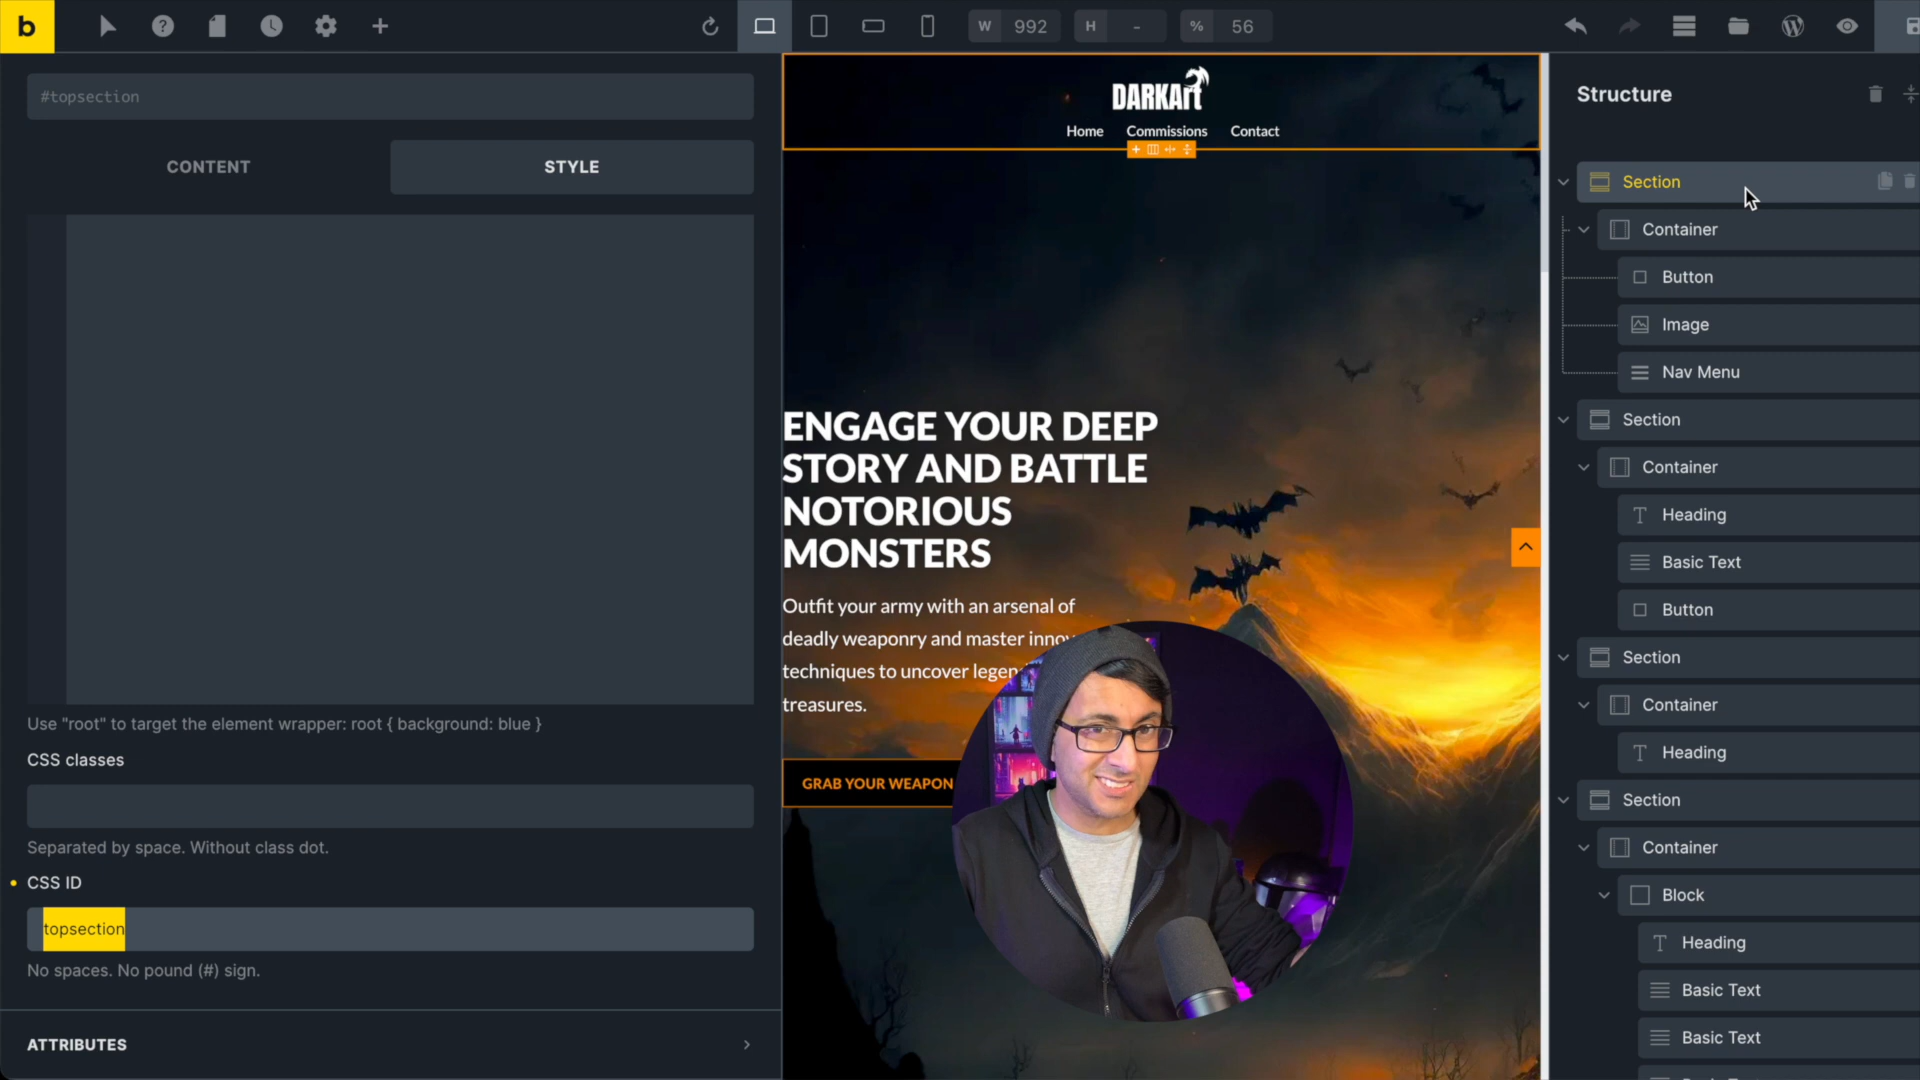 b
W 992 H - % 56
#topsection
CONTENT
STYLE
Use "root" to target the element wrapper: root { background: blue }
CSS classes
Separated by space. Without class dot.
CSS ID
topsection
No spaces. No pound (#) sign.
ATTRIBUTES
DARKArt
Home Commissions Contact
ENGAGE YOUR DEEP
STORY AND BATTLE
NOTORIOUS
MONSTERS
Outfit your army with an arsenal of
deadly weaponry and master
techniques to uncover
treasures.
GRAB YOUR WEAPON
Structure
Section
Container
Button
Image
Nav Menu
Section
Container
Heading
Basic Text
Button
Section
Container
Heading
Section
Container
Block
Heading
Basic Text
Basic Text